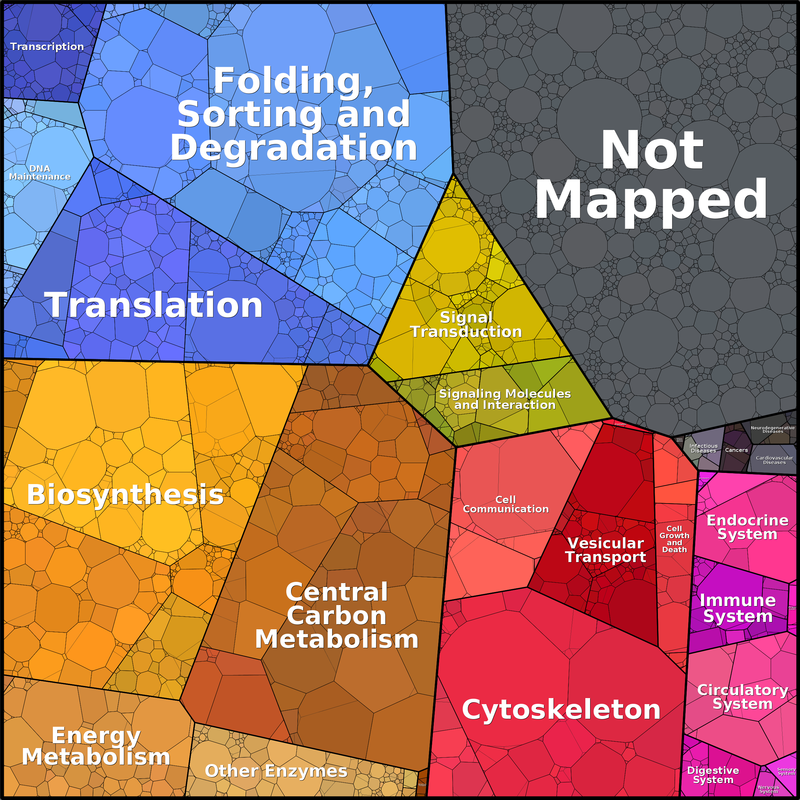 Transcription
Folding,
Sorting and
Degradation
Not
Mapped
DNA
Maintenance
Translation
Signal
Transduction
Signaling Molecules
and Interaction
Biosynthesis
Central
Carbon
Metabolism
Energy
Metabolism
Other Enzymes
Cell
Communication
Vesicular
Transport
Cell
Growth
and
Death
Cytoskeleton
Infectious
Diseases
Cancers
Neurodegenerative
Diseases
Cardiovascular
Diseases
Endocrine
System
Immune
System
Circulatory
System
Digestive
System
Sensory
System
Nervous
System